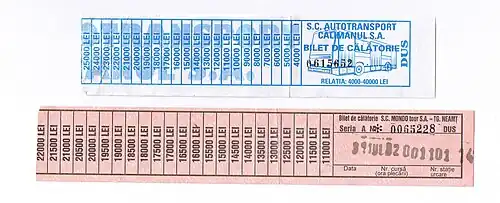 25000 LEI
24000 LEI
23000 LEI
22000 LEI
21000 LEI
20000 LEI
19000 LEI
18000 LEI
17000 LEI
16000 LEI
15000 LEI
14000 LEI
13000 LEI
12000 LEI
11000 LEI
10000 LEI
9000 LEI
8000 LEI
7000 LEI
6000 LEI
5000 LEI
4000 LEI
S.C. AUTOTRANSPORT
CALIMANUL S.A.
BILET DE CĂLĂTORIE
0615652
DUS
RELATIA: 4000-40000 LEI
22000 LEI
21500 LEI
21000 LEI
20500 LEI
20000 LEI
19500 LEI
19000 LEI
18500 LEI
18000 LEI
17500 LEI
17000 LEI
16500 LEI
16000 LEI
15500 LEI
15000 LEI
14500 LEI
14000 LEI
13500 LEI
13000 LEI
12500 LEI
12000 LEI
11500 LEI
11000 LEI
Bilet de călătorie S.C. MONDO tour S.A. – TG. NEAMŢ
Seria A Nr. 0065228 DUS
001101
Data
Nr. cursă
(ora plecării)
Nr. staţie
urcare